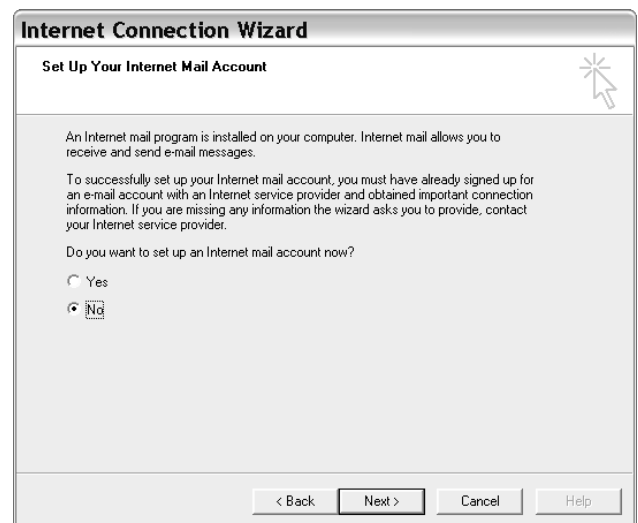 Internet Connection Wizard
Set Up Your Internet Mail Account
An Internet mail program is installed on your computer. Internet mail allows you to
receive and send e-mail messages.
To successfully set up your Internet mail account, you must have already signed up for
an e-mail account with an Internet service provider and obtained important connection
information. If you are missing any information the wizard asks you to provide, contact
your Internet service provider.
Do you want to set up an Internet mail account now?
Yes
No
< Back Next > Cancel Help